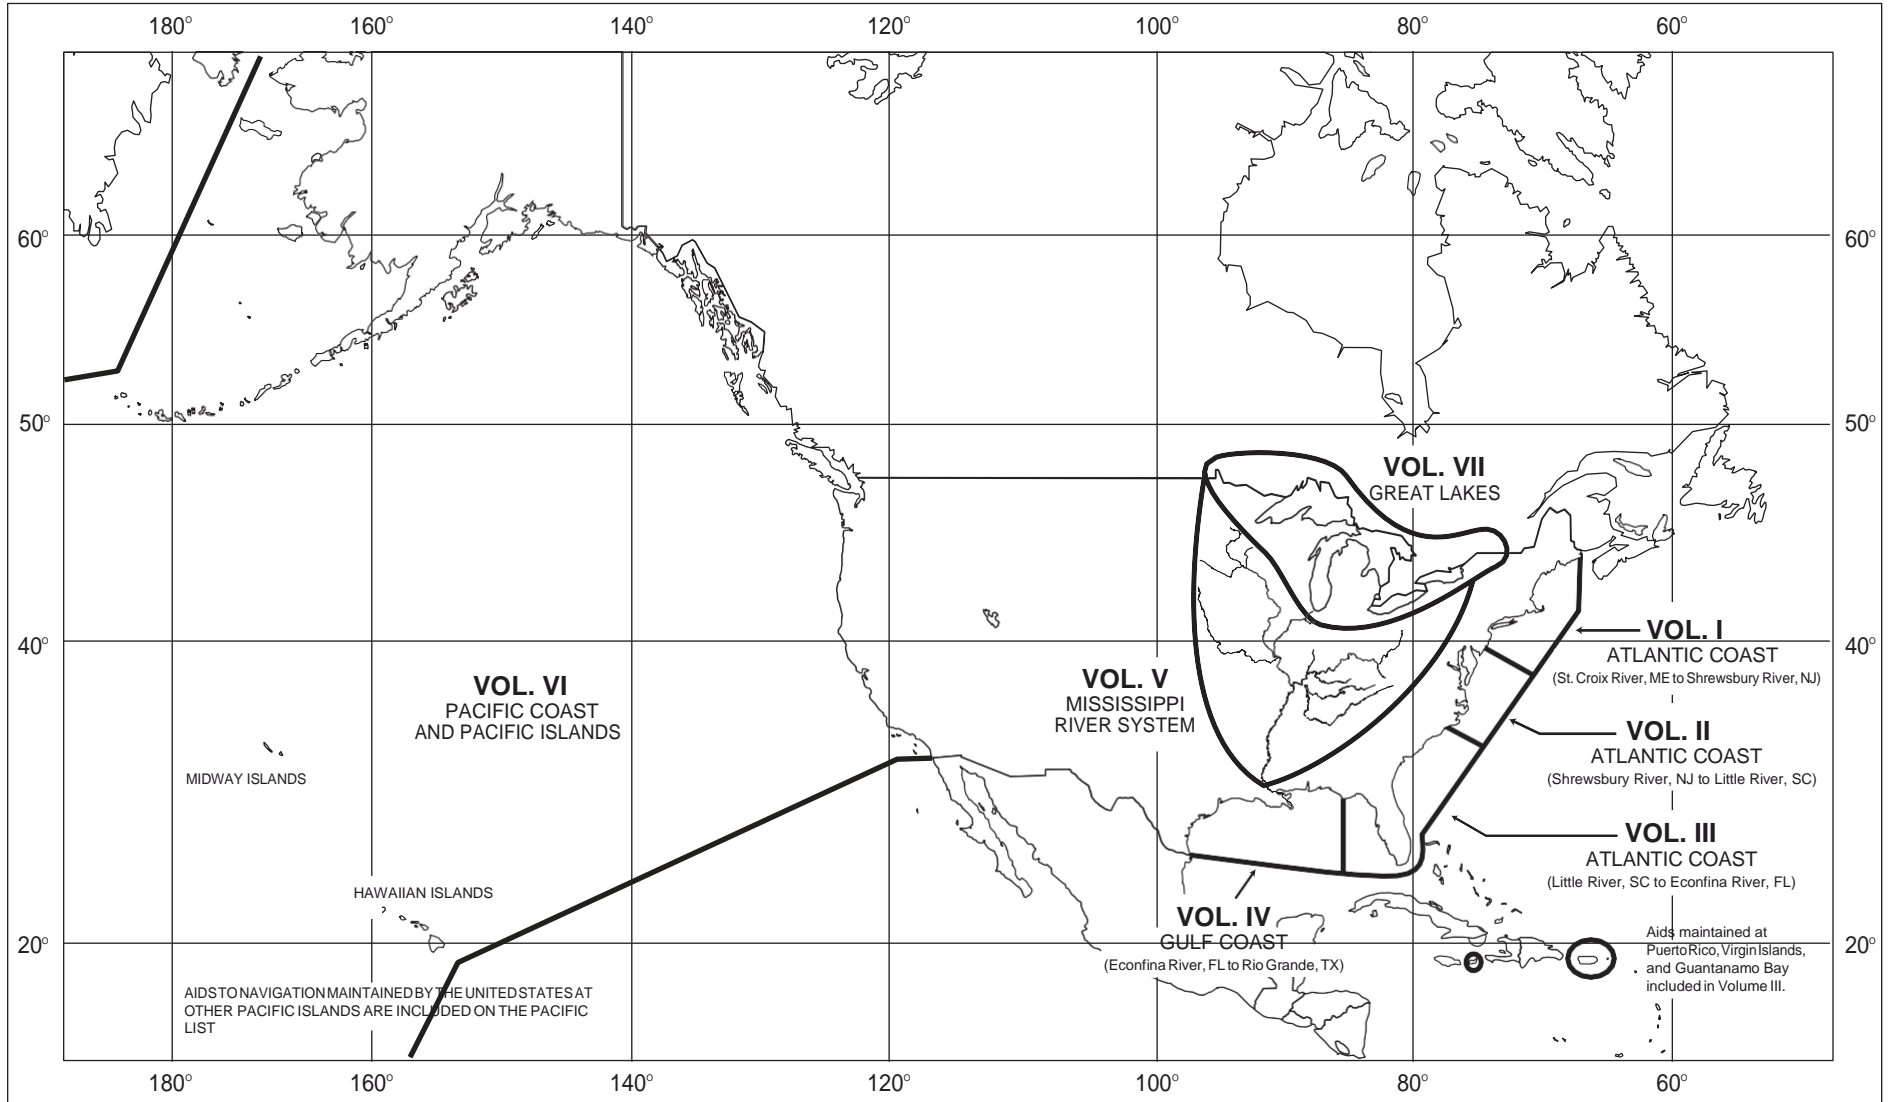 180° 160° 140° 120° 100° 80° 60°
60° 60°
50° 50°
VOL. VII
GREAT LAKES
40° 40°
VOL. I
ATLANTIC COAST
(St. Croix River, ME to Shrewsbury River, NJ)
VOL. V
MISSISSIPPI
RIVER SYSTEM
VOL. VI
PACIFIC COAST
AND PACIFIC ISLANDS
VOL. II
ATLANTIC COAST
(Shrewsbury River, NJ to Little River, SC)
MIDWAY ISLANDS
VOL. III
ATLANTIC COAST
(Little River, SC to Econfina River, FL)
HAWAIIAN ISLANDS
VOL. IV
GULF COAST
(Econfina River, FL to Rio Grande, TX)
20° 20°
Aids maintained at
Puerto Rico, Virgin Islands,
and Guantanamo Bay
included in Volume III.
AIDS TO NAVIGATION MAINTAINED BY THE UNITED STATES AT
OTHER PACIFIC ISLANDS ARE INCLUDED ON THE PACIFIC
LIST
180° 160° 140° 120° 100° 80° 60°